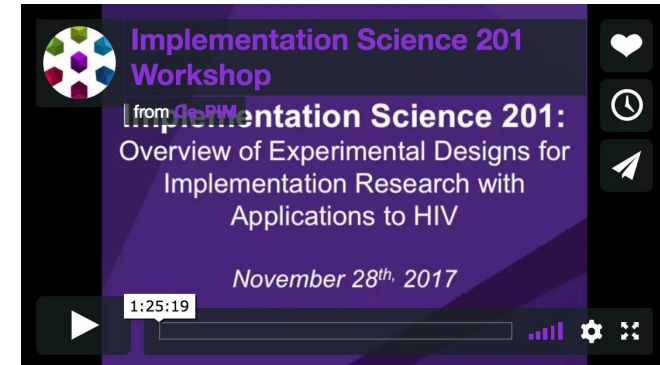 Implementation Science 201
Workshop
from Ce-PIM
Implementation Science 201:
Overview of Experimental Designs for
Implementation Research with
Applications to HIV
November 28th, 2017
1:25:19